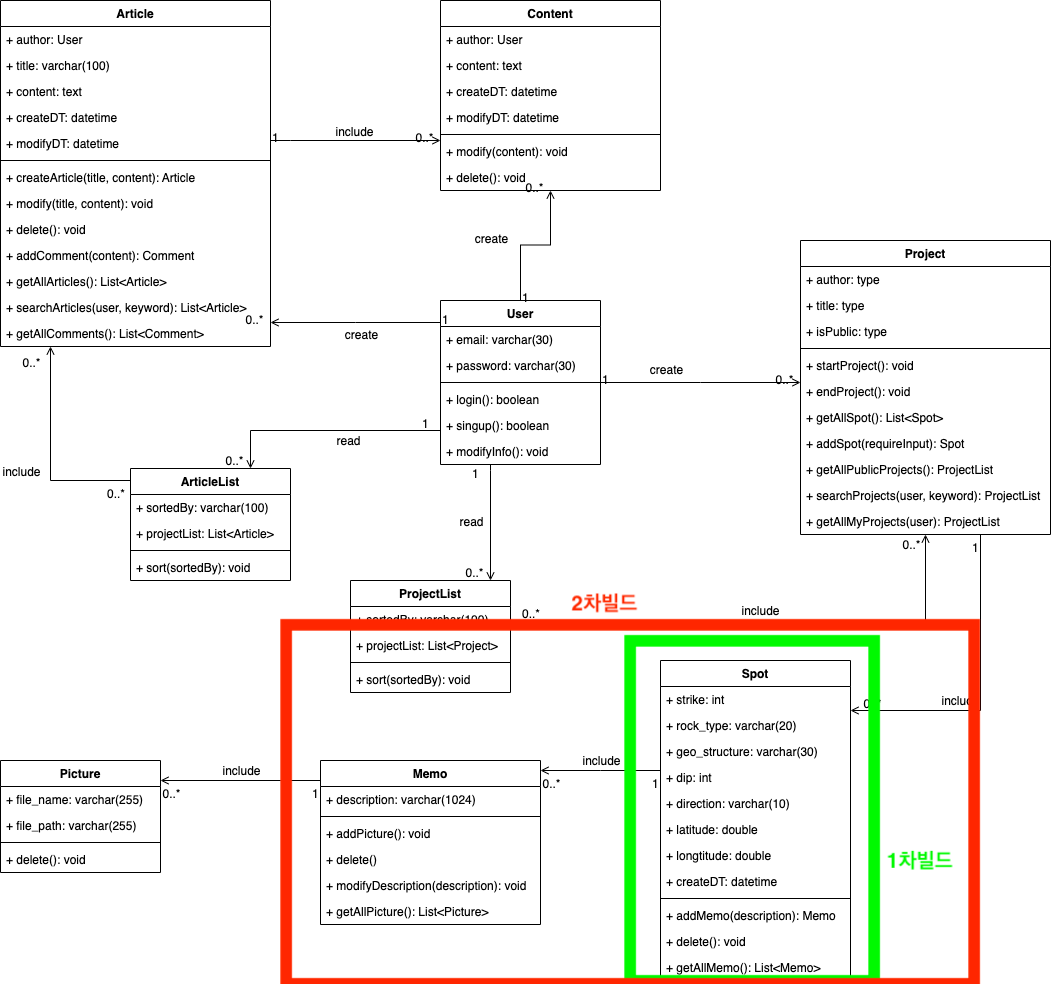 Article
+ author: User
+ title: varchar(100)
+ content: text
+ createDT: datetime
+ modifyDT: datetime
+ createArticle(title, content): Article
+ modify(title, content): void
+ delete(): void
+ addComment(content): Comment
+ getAllArticles(): List<Article>
+ searchArticles(user, keyword): List<Article>
+ getAllComments(): List<Comment>
1
include
0..*
Content
+ author: User
+ content: text
+ createDT: datetime
+ modifyDT: datetime
+ modify(content): void
+ delete(): void
0..*
create
1
User
+ email: varchar(30)
+ password: varchar(30)
+ login(): boolean
+ singup(): boolean
+ modifyInfo(): void
0..*
1
create
1
create
0..*
Project
+ author: type
+ title: type
+ isPublic: type
+ startProject(): void
+ endProject(): void
+ getAllSpot(): List<Spot>
+ addSpot(requireInput): Spot
+ getAllPublicProjects(): ProjectList
+ searchProjects(user, keyword): ProjectList
+ getAllMyProjects(user): ProjectList
0..*
include
0..*
1
read
0..*
ArticleList
+ sortedBy: varchar(100)
+ projectList: List<Article>
+ sort(sortedBy): void
1
read
0..*
ProjectList
+ sortedBy: varchar(100)
+ projectList: List<Project>
+ sort(sortedBy): void
0..*
2차빌드
include
0..*
1
Spot
+ strike: int
+ rock_type: varchar(20)
+ geo_structure: varchar(30)
+ dip: int
+ direction: varchar(10)
+ latitude: double
+ longtitude: double
+ createDT: datetime
+ addMemo(description): Memo
+ delete(): void
+ getAllMemo(): List<Memo>
1차빌드
include
0..*
1
Memo
+ description: varchar(1024)
+ addPicture(): void
+ delete()
+ modifyDescription(description): void
+ getAllPicture(): List<Picture>
include
0..*
1
Picture
+ file_name: varchar(255)
+ file_path: varchar(255)
+ delete(): void